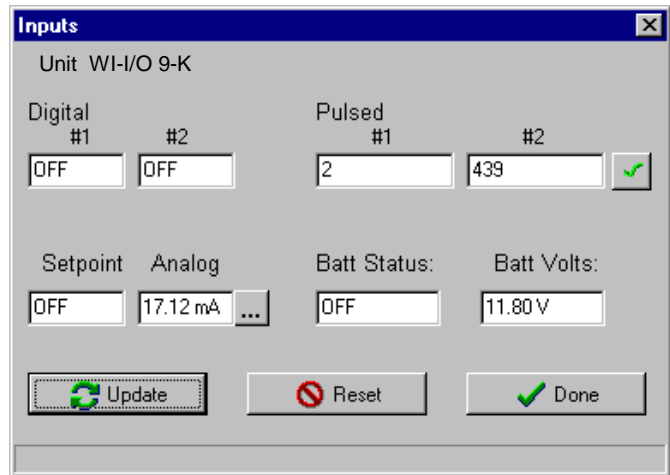 Inputs
Unit WI-I/O 9-K
Digital Pulsed
#1 #2 #1 #2
OFF OFF 2 439
Setpoint Analog Batt Status: Batt Volts:
OFF 17.12 mA ... OFF 11.80 V
Update Reset Done